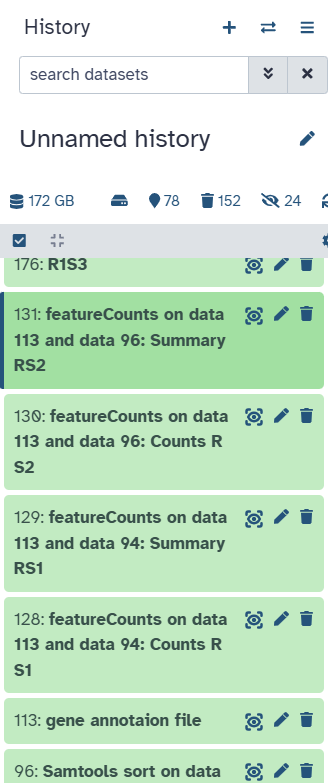 History
search datasets
Unnamed history
172 GB
78
152
24
176: R1S3
131: featureCounts on data
113 and data 96: Summary
RS2
130: featureCounts on data
113 and data 96: Counts R
S2
129: featureCounts on data
113 and data 94: Summary
RS1
128: featureCounts on data
113 and data 94: Counts R
S1
113: gene annotaion file
96: Samtools sort on data